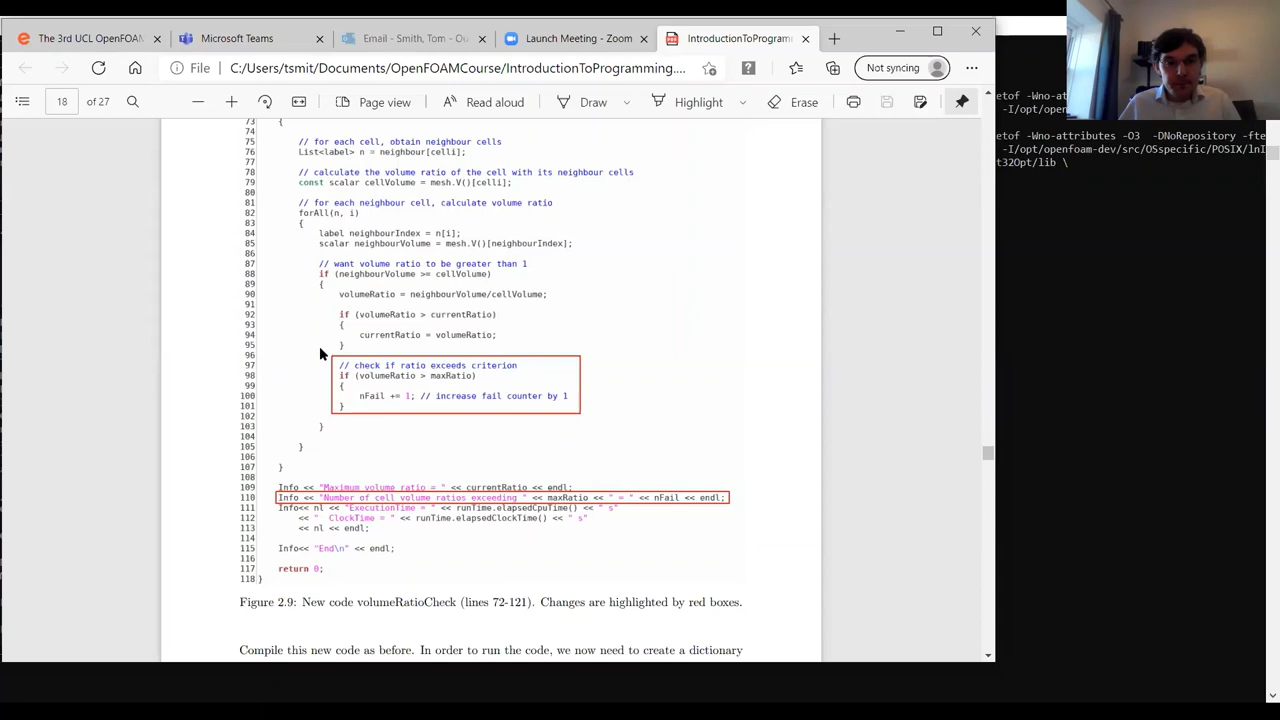 The 3rd UCL OpenFOAM
Microsoft Teams
Email - Smith, Tom - Ou
Launch Meeting - Zoom
IntroductionToProgram
File
C:/Users/tsmit/Documents/OpenFOAMCourse/IntroductionToProgramming....
Not syncing
18 of 27
Page view
Read aloud
Draw
Highlight
Erase
73 {
74
75 // for each cell, obtain neighbour cells
76 List<label> n = neighbour[celli];
77
78 // calculate the volume ratio of the cell with its neighbour cells
79 const scalar cellVolume = mesh.V()[celli];
80
81 // for each neighbour cell, calculate volume ratio
82 forAll(n, i)
83 {
84 label neighbourIndex = n[i];
85 scalar neighbourVolume = mesh.V()[neighbourIndex];
86
87 // want volume ratio to be greater than 1
88 if (neighbourVolume >= cellVolume)
89 {
90 volumeRatio = neighbourVolume/cellVolume;
91
92 if (volumeRatio > currentRatio)
93 {
94 currentRatio = volumeRatio;
95 }
96
97 // check if ratio exceeds criterion
98 if (volumeRatio > maxRatio)
99 {
100 nFail += 1; // increase fail counter by 1
101 }
102
103 }
104
105 }
106
107 }
108
109 Info << "Maximum volume ratio = " << currentRatio << endl;
110 Info << "Number of cell volume ratios exceeding " << maxRatio << " = " << nFail << endl;
111 Info<< nl << "ExecutionTime = " << runTime.elapsedCpuTime() << " s"
112 << "  ClockTime = " << runTime.elapsedClockTime() << " s"
113 << nl << endl;
114
115 Info<< "End\n" << endl;
116
117 return 0;
118 }
Figure 2.9: New code volumeRatioCheck (lines 72-121). Changes are highlighted by red boxes.
Compile this new code as before. In order to run the code, we now need to create a dictionary
etof -Wno-at
-I/opt/open
etof -Wno-attributes -O3 -DNoRepository -fte
-I/opt/openfoam-dev/src/OSspecific/POSIX/lnI
t32Opt/lib \